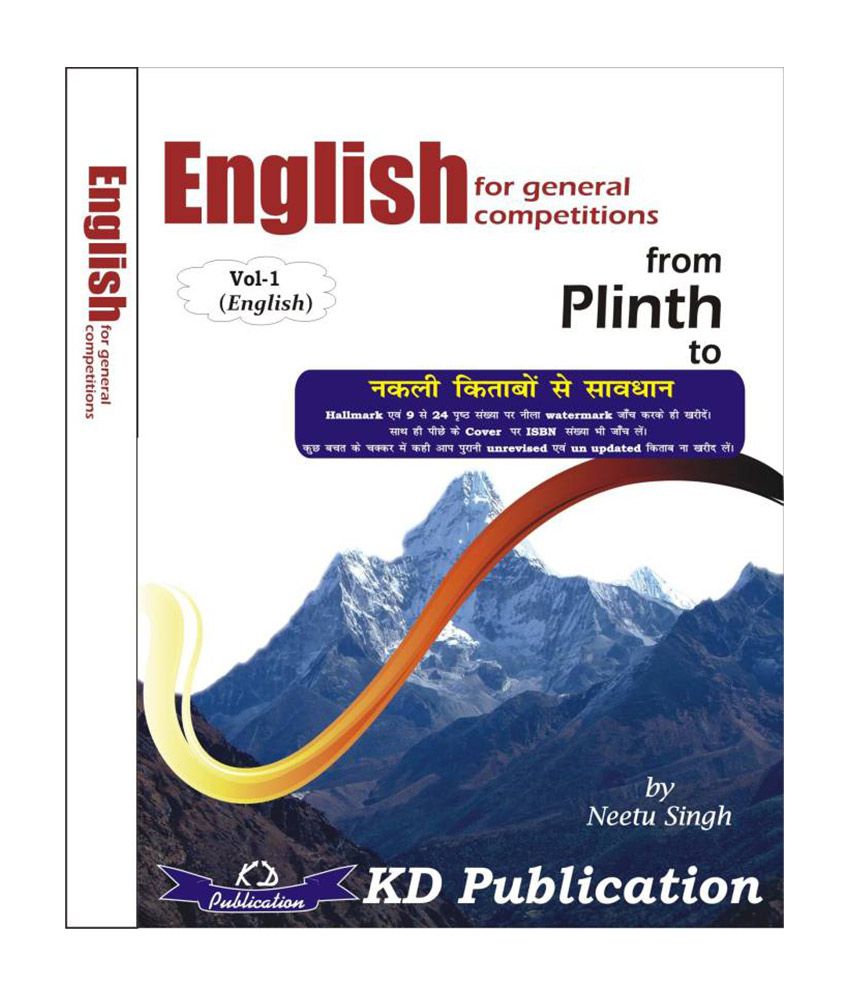 English
for general
competitions
English
for general
competitions
Vol-1
(English)
from
Plinth
to
नकली किताबों से सावधान
Hallmark एवं 9 से 24 पृष्ठ संख्या पर नीला watermark जाँच करके ही खरीदें।
साथ ही पीछे के Cover पर ISBN संख्या भी जाँच लें।
कुछ बचत के चक्कर में कही आप पुरानी unrevised एवं un updated किताब ना खरीद लें।
by
Neetu Singh
KD
Publication
KD Publication